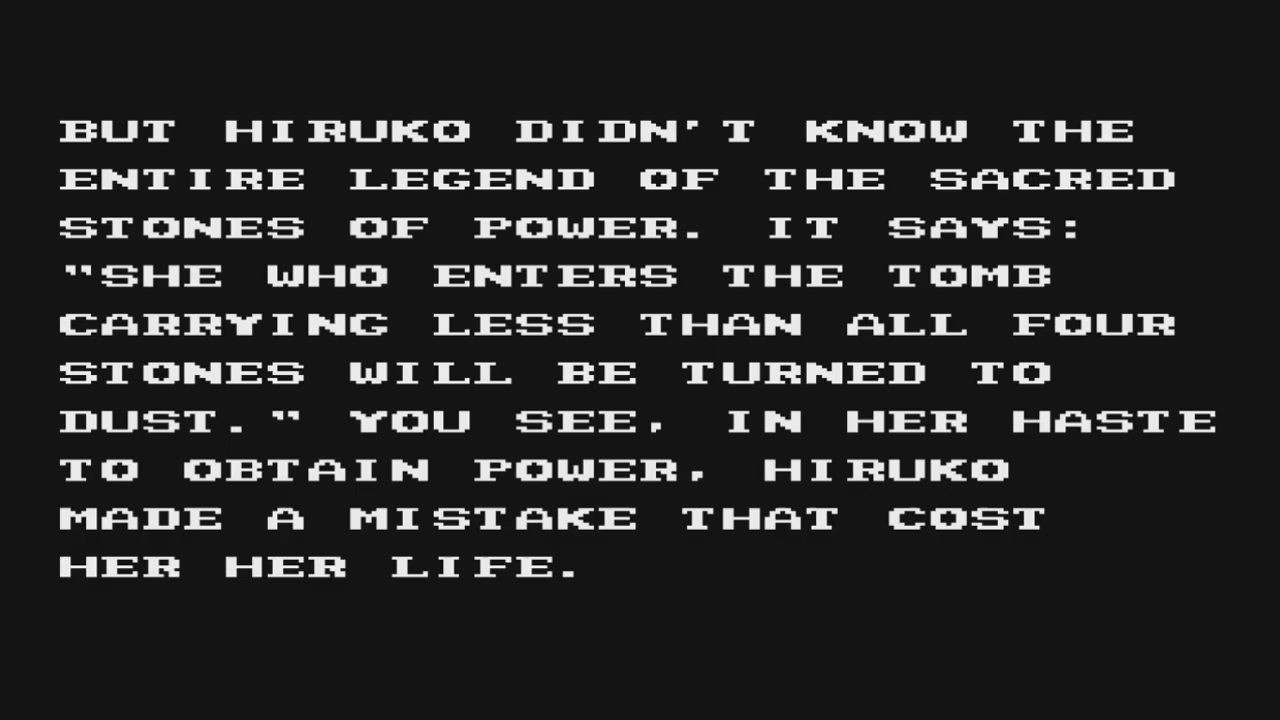 BUT HIRUKO DIDN'T KNOW THE
ENTIRE LEGEND OF THE SACRED
STONES OF POWER. IT SAYS:
"SHE WHO ENTERS THE TOMB
CARRYING LESS THAN ALL FOUR
STONES WILL BE TURNED TO
DUST." YOU SEE, IN HER HASTE
TO OBTAIN POWER, HIRUKO
MADE A MISTAKE THAT COST
HER HER LIFE.